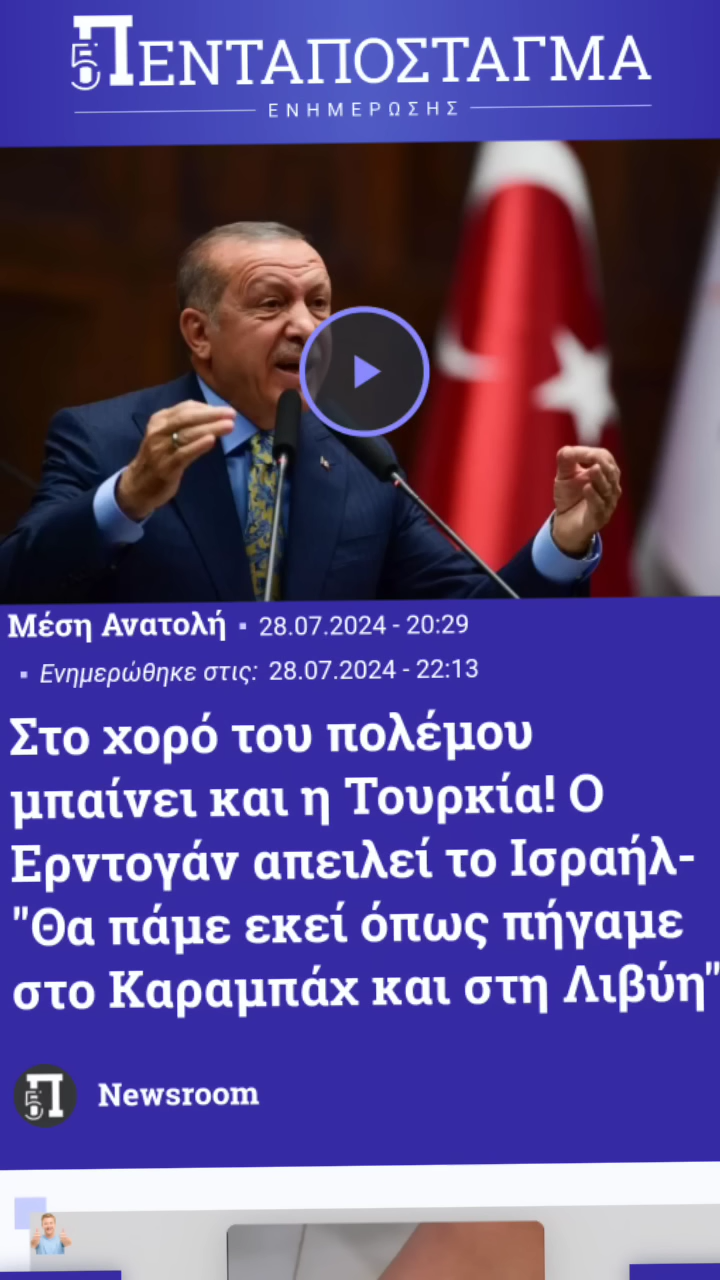 ΠΕΝΤΑΠΟΣΤΑΓΜΑ
ΕΝΗΜΕΡΩΣΗΣ
Μέση Ανατολή ▪ 28.07.2024 - 20:29
▪ Ενημερώθηκε στις: 28.07.2024 - 22:13
Στο χορό του πολέμου
μπαίνει και η Τουρκία! Ο
Ερντογάν απειλεί το Ισραήλ-
"Θα πάμε εκεί όπως πήγαμε
στο Καραμπάχ και στη Λιβύη"
Newsroom